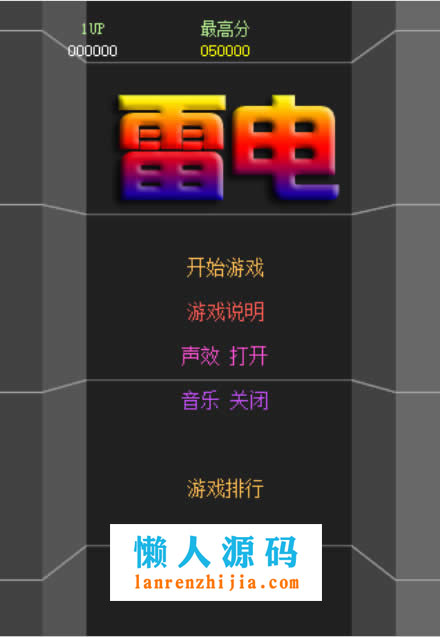 1UP 最高分
000000 050000
雷电
开始游戏
游戏说明
声效 打开
音乐 关闭
游戏排行
懒人源码
lanrenzhijia.com